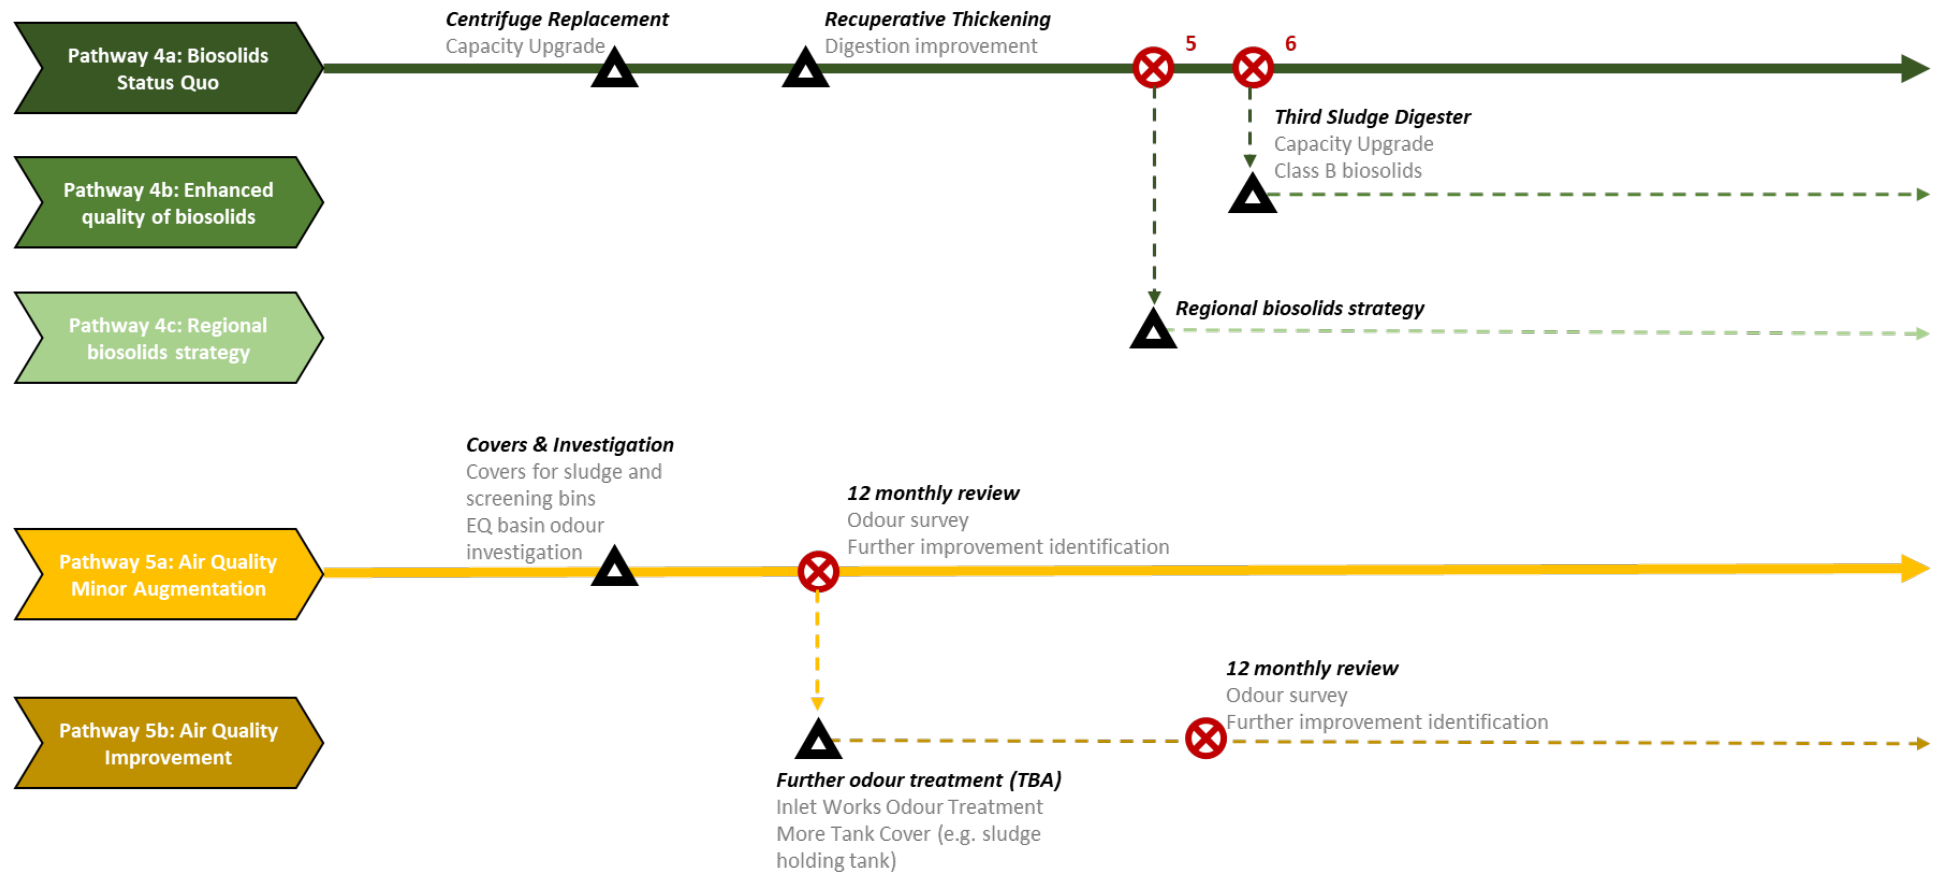 Pathway 4a: Biosolids
Status Quo
Centrifuge Replacement
Capacity Upgrade
Recuperative Thickening
Digestion improvement
5
6
Third Sludge Digester
Capacity Upgrade
Class B biosolids
Pathway 4b: Enhanced
quality of biosolids
Pathway 4c: Regional
biosolids strategy
Regional biosolids strategy
Covers & Investigation
Covers for sludge and
screening bins
EQ basin odour
investigation
12 monthly review
Odour survey
Further improvement identification
Pathway 5a: Air Quality
Minor Augmentation
12 monthly review
Odour survey
Further improvement identification
Pathway 5b: Air Quality
Improvement
Further odour treatment (TBA)
Inlet Works Odour Treatment
More Tank Cover (e.g. sludge
holding tank)